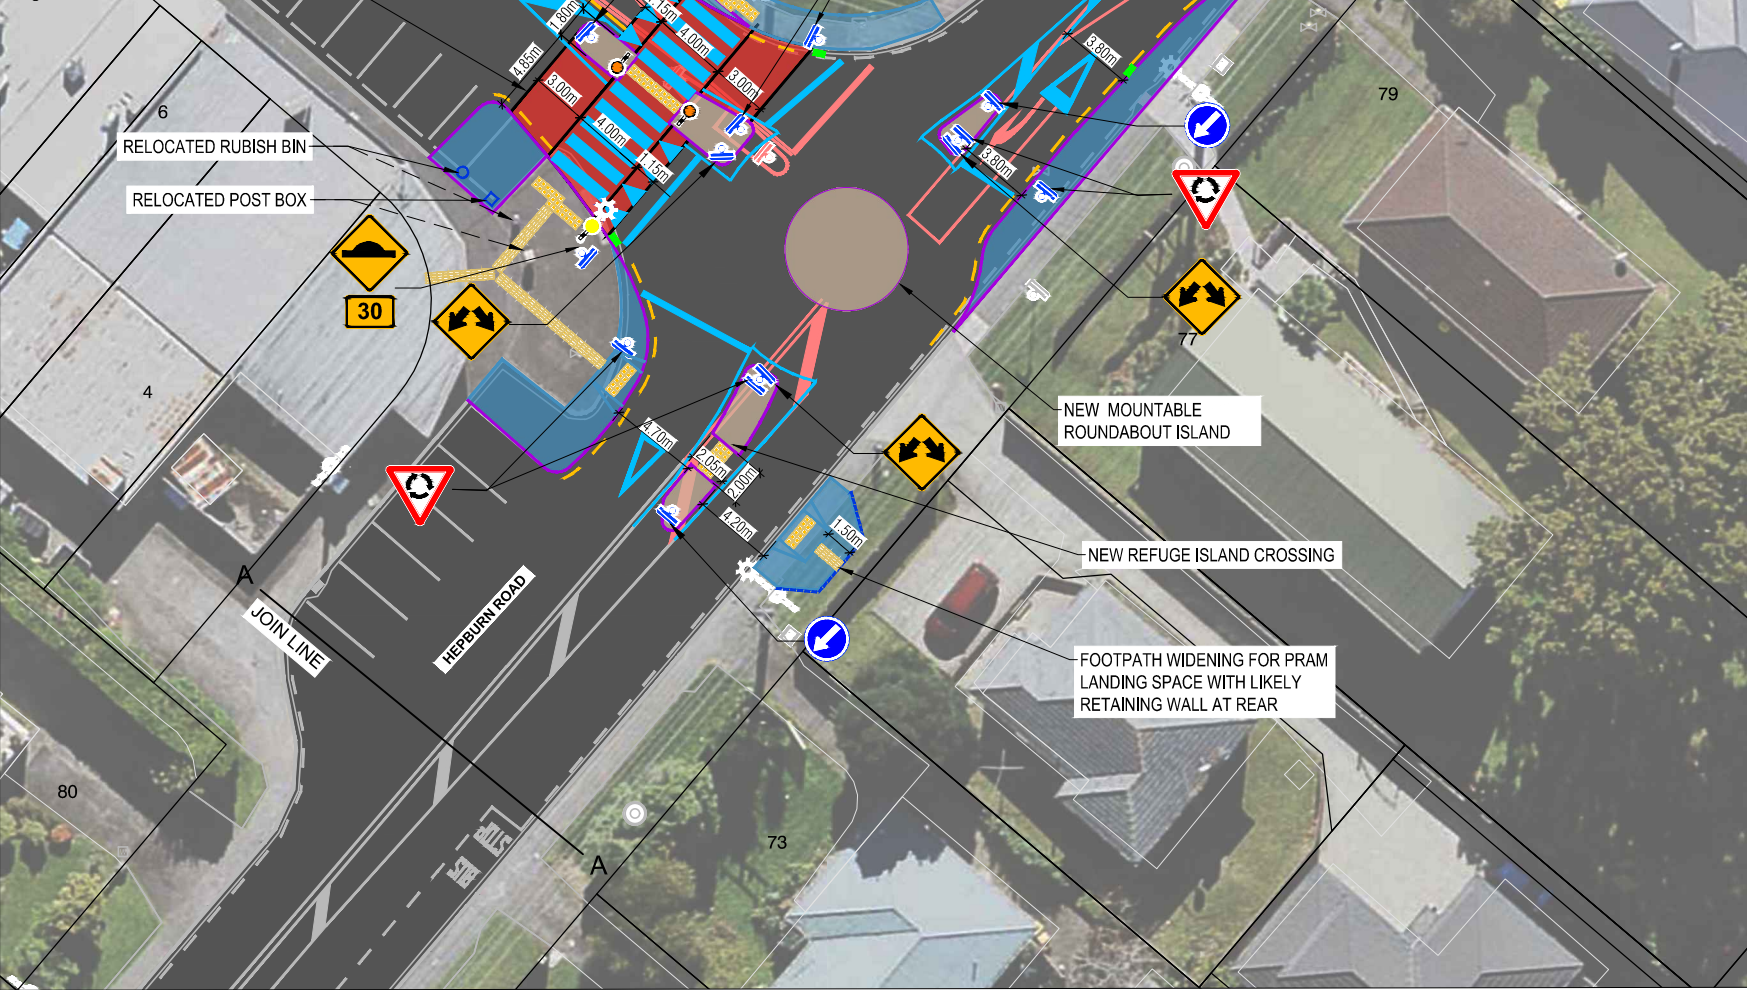 1.80m
1.15m
4.00m
4.85m
3.00m
3.00m
3.80m
4.00m
1.15m
3.80m
79
6
RELOCATED RUBISH BIN
RELOCATED POST BOX
30
77
4
NEW MOUNTABLE
ROUNDABOUT ISLAND
4.70m
2.05m
2.00m
4.20m
1.50m
NEW REFUGE ISLAND CROSSING
A
JOIN LINE
HEPBURN ROAD
FOOTPATH WIDENING FOR PRAM
LANDING SPACE WITH LIKELY
RETAINING WALL AT REAR
80
73
A